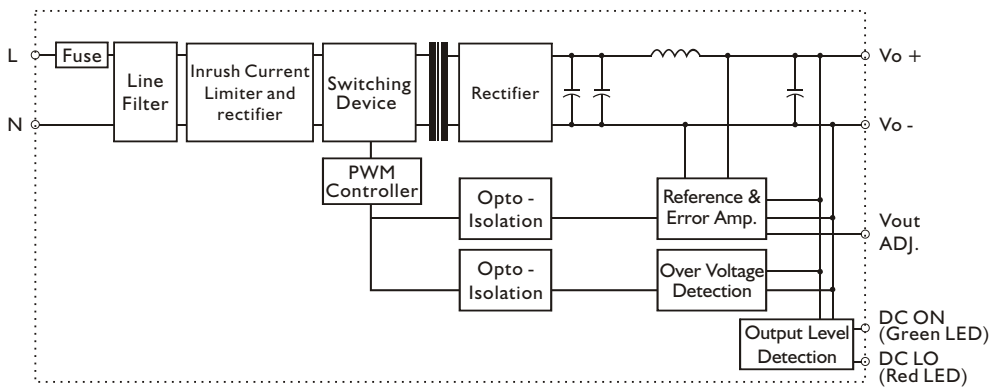 L
Fuse
Line
Filter
Inrush Current
Limiter and
rectifier
Switching
Device
Rectifier
Vo +
N
Vo -
PWM
Controller
Opto -
Isolation
Reference &
Error Amp.
Vout
ADJ.
Opto -
Isolation
Over Voltage
Detection
Output Level
Detection
DC ON
(Green LED)
DC LO
(Red LED)